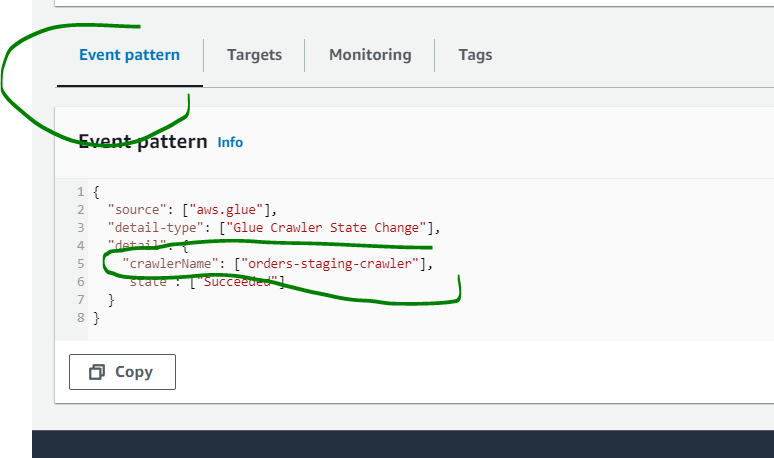 Event pattern Targets Monitoring Tags
Event pattern Info
1 {
2 "source": ["aws.glue"],
3 "detail-type": ["Glue Crawler State Change"],
4 "detail": {
5 "crawlerName": ["orders-staging-crawler"],
6 "state": ["Succeeded"]
7 }
8 }
Copy